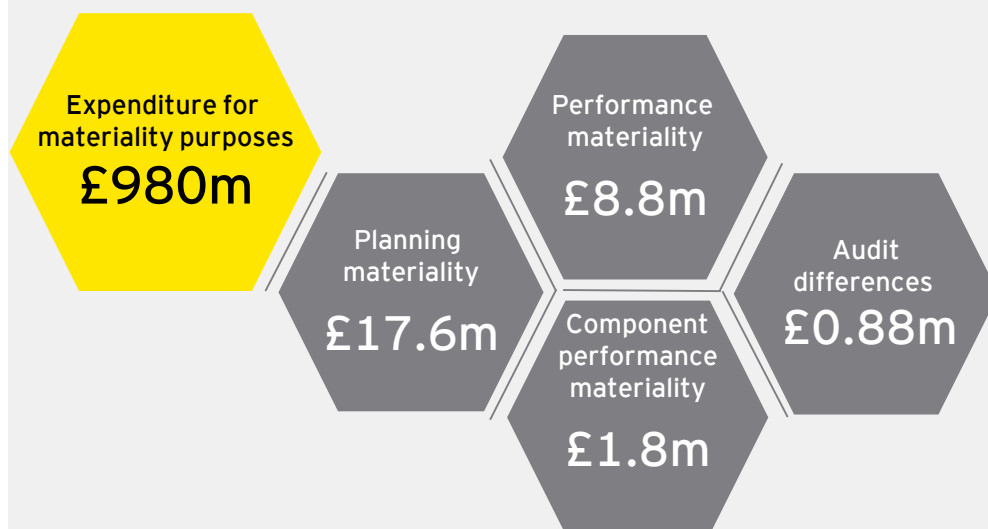 Expenditure for
materiality purposes
£980m
Planning
materiality
£17.6m
Performance
materiality
£8.8m
Component
performance
materiality
£1.8m
Audit
differences
£0.88m